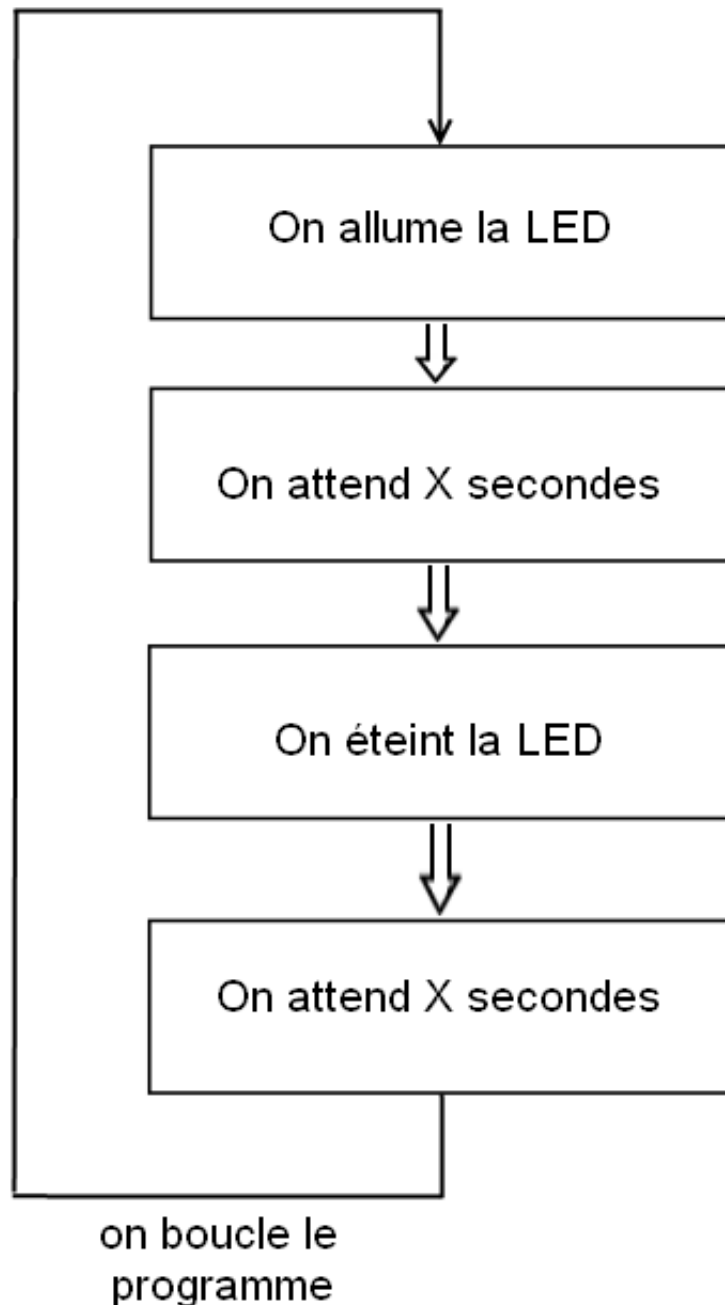 On allume la LED
On attend X secondes
On éteint la LED
On attend X secondes
on boucle le
programme